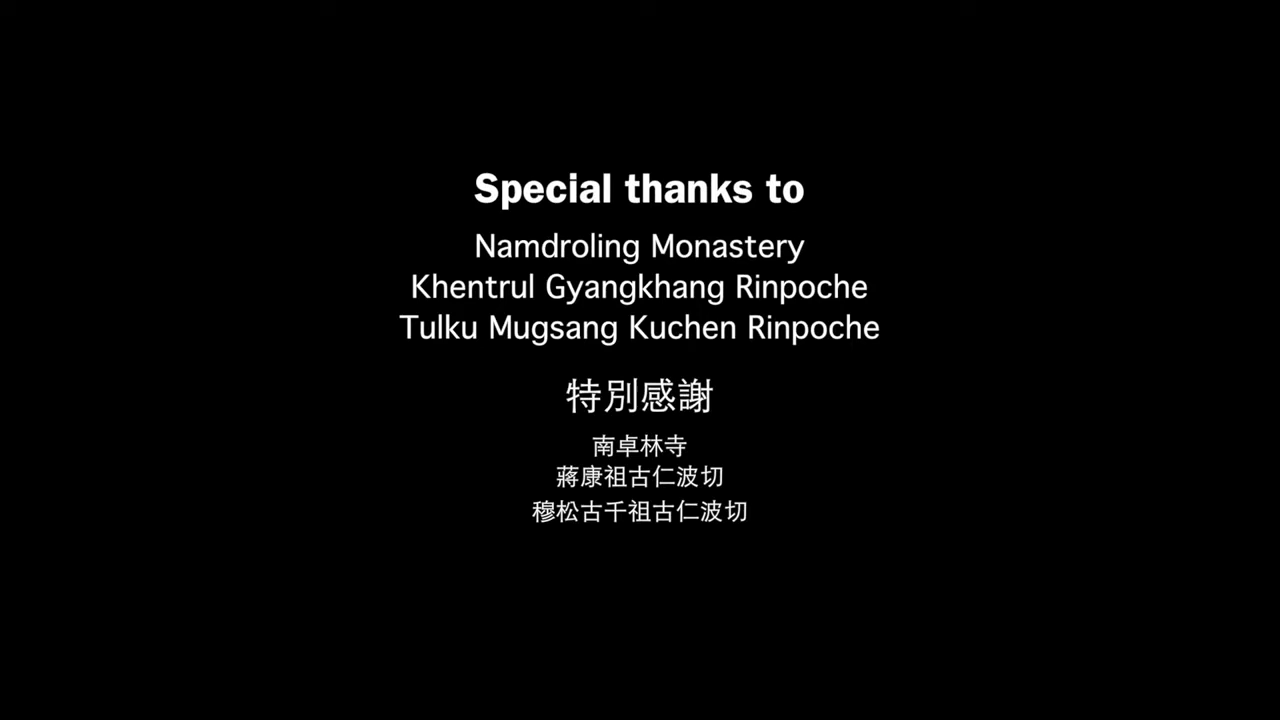 Special thanks to
Namdroling Monastery
Khentrul Gyangkhang Rinpoche
Tulku Mugsang Kuchen Rinpoche
特別感謝
南卓林寺
蔣康祖古仁波切
穆松古千祖古仁波切